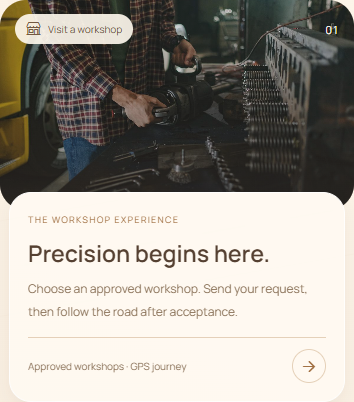 Visit a workshop
01
THE WORKSHOP EXPERIENCE
Precision begins here.
Choose an approved workshop. Send your request,
then follow the road after acceptance.
Approved workshops · GPS journey